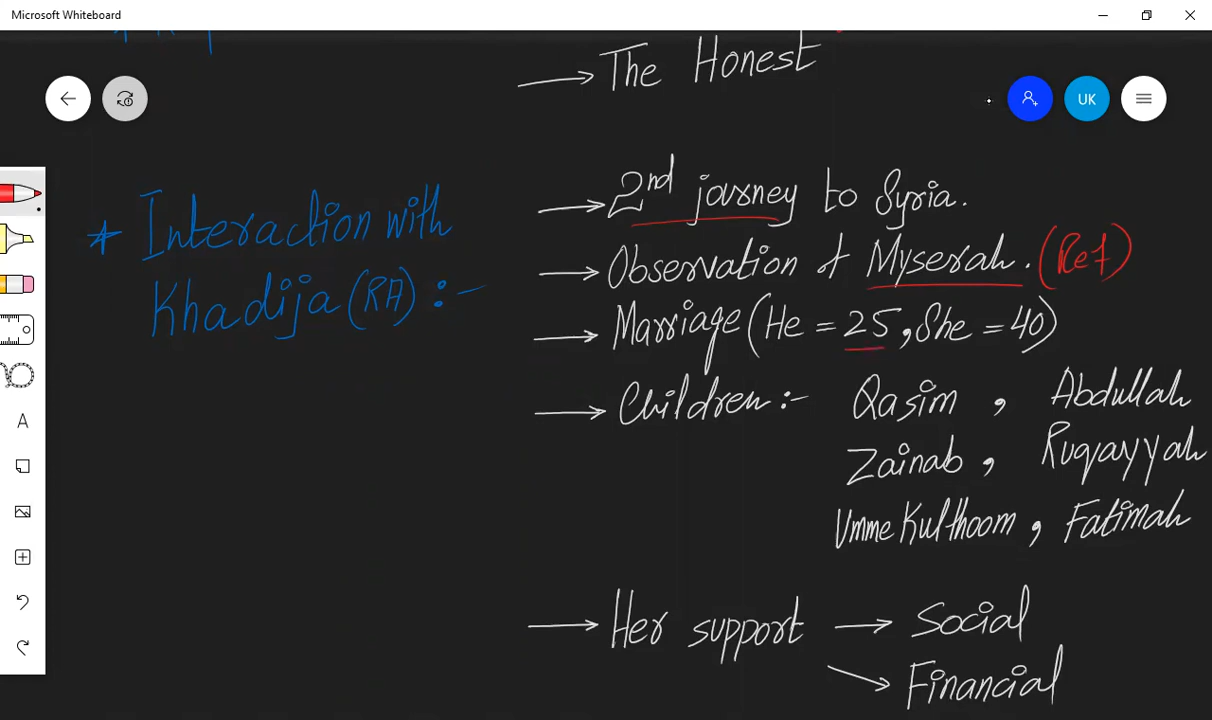 Microsoft Whiteboard
→ The Honest
UK
* Interaction with
Khadija (RA) :-
→ 2nd journey to Syria.
→ Observation of Myserah. (Ref)
→ Marriage (He = 25, She = 40)
→ Children :- Qasim, Abdullah
Zainab, Ruqayyah
Umme Kulthoom, Fatimah
→ Her support → Social
→ Financial
A